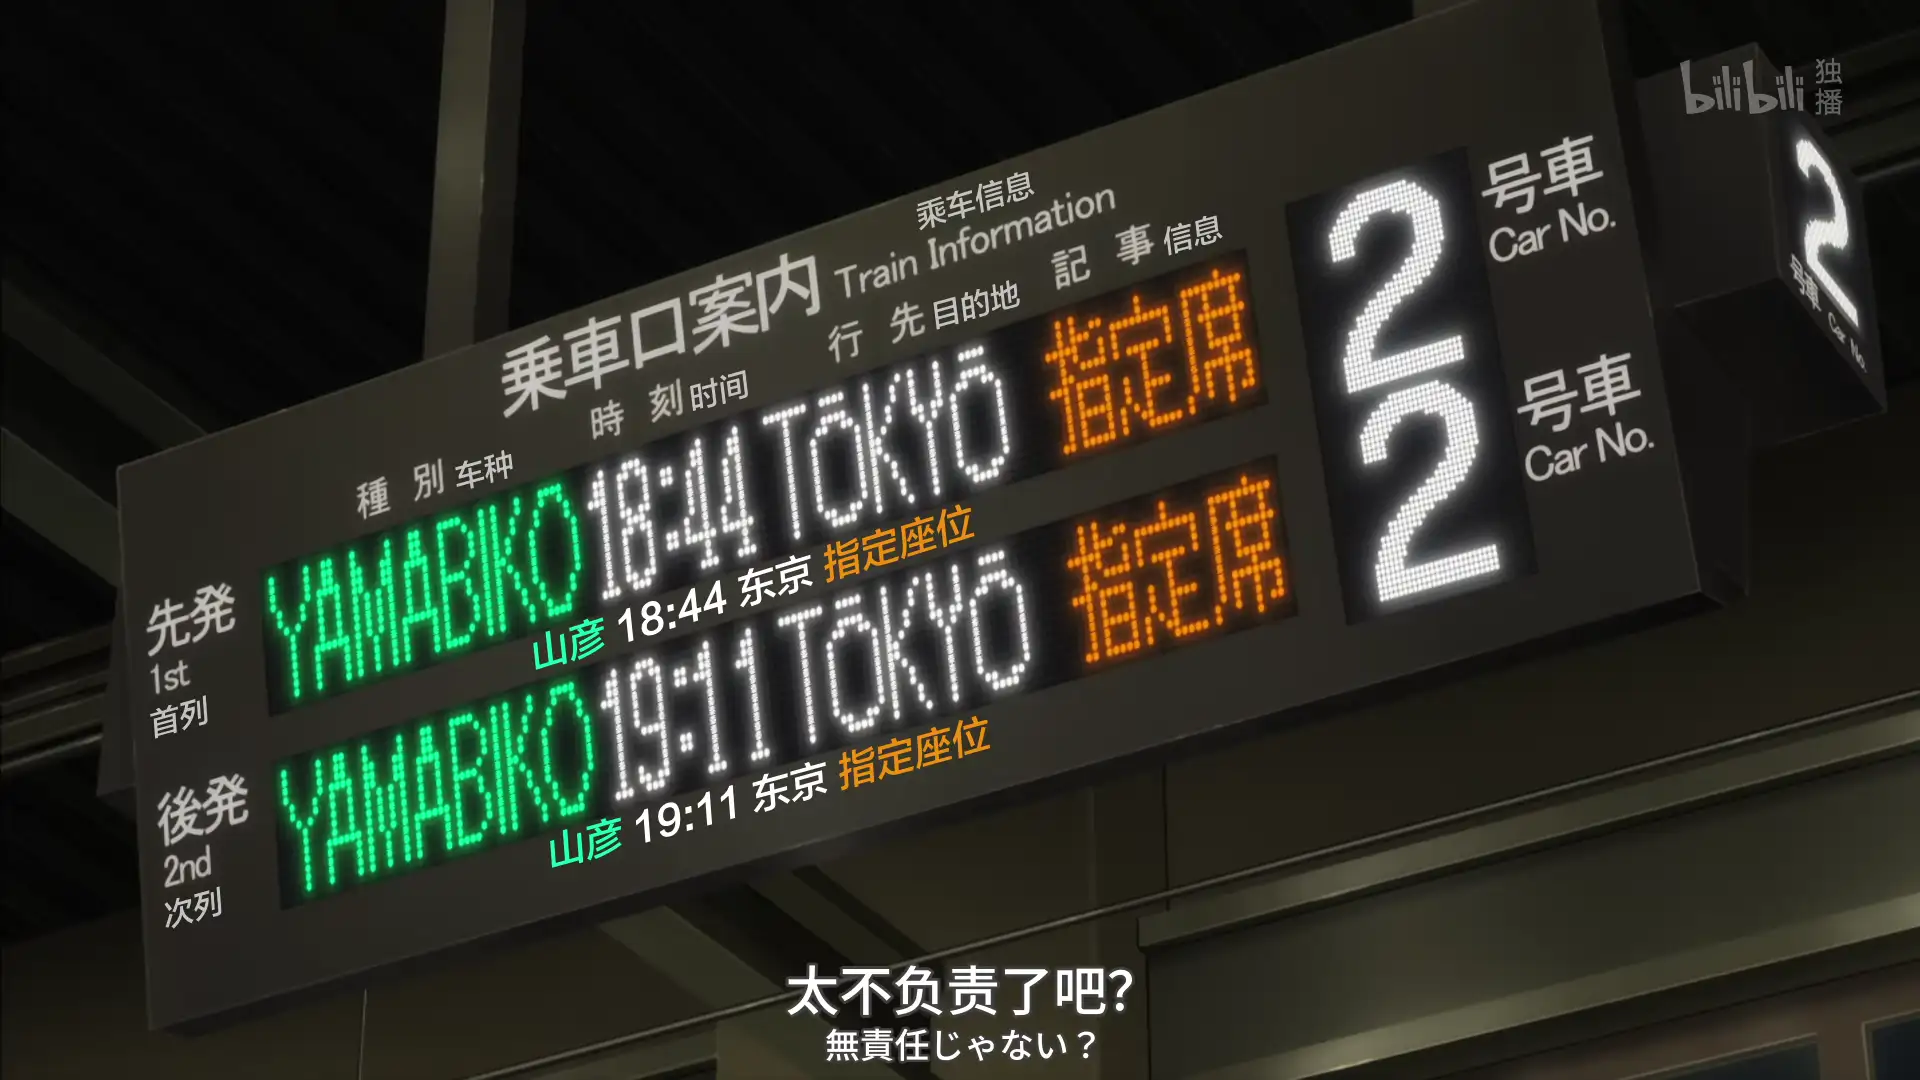 bilibili 独播
乘车信息
乗車口案内 Train Information
種別 车种 時刻 时间 行先 目的地 記事 信息
先発 YAMABIKO 18:44 TŌKYŌ 指定席 2 号車
1st Car No.
首列 山彦 18:44 东京 指定座位
後発 YAMABIKO 19:11 TŌKYŌ 指定席 2 号車
2nd Car No.
次列 山彦 19:11 东京 指定座位
2
号車 Car No.
太不负责了吧?
無責任じゃない？